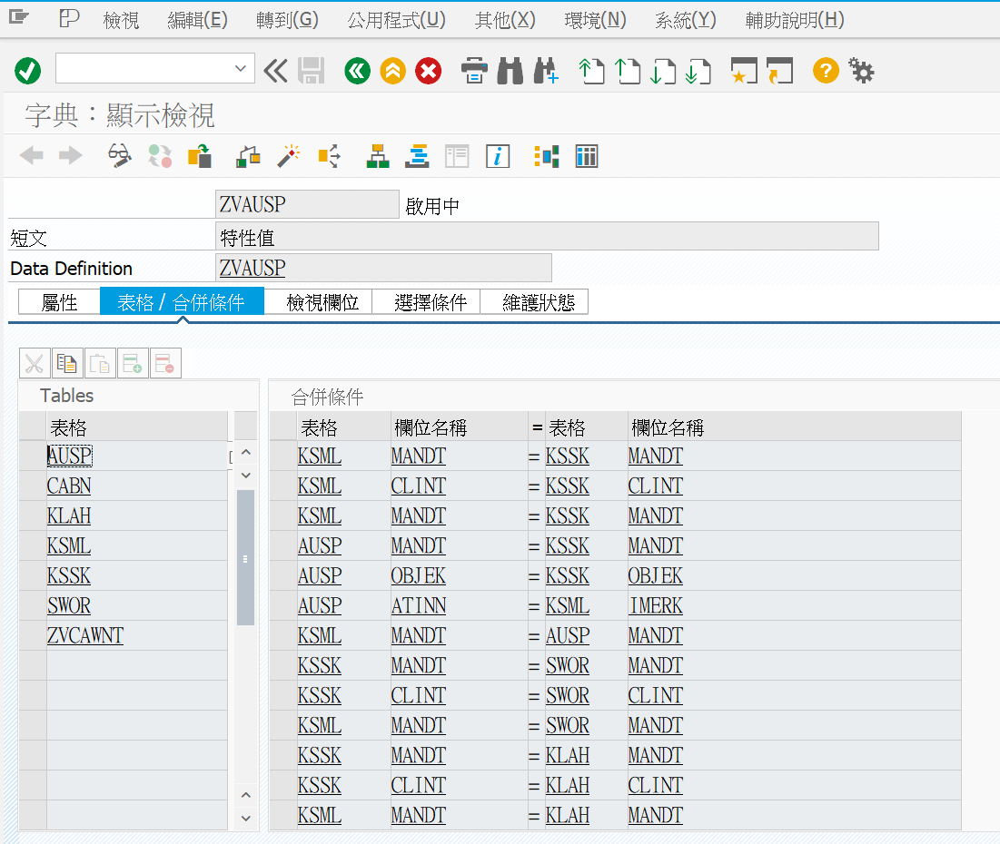 檢視 編輯(E) 轉到(G) 公用程式(U) 其他(X) 環境(N) 系統(Y) 輔助說明(H)
字典：顯示檢視
ZVAUSP 啟用中
短文 特性值
Data Definition ZVAUSP
屬性 表格 / 合併條件 檢視欄位 選擇條件 維護狀態
Tables
表格
AUSP
CABN
KLAH
KSML
KSSK
SWOR
ZVCAWNT
合併條件
表格 欄位名稱 = 表格 欄位名稱
KSML MANDT = KSSK MANDT
KSML CLINT = KSSK CLINT
KSML MANDT = KSSK MANDT
AUSP MANDT = KSSK MANDT
AUSP OBJEK = KSSK OBJEK
AUSP ATINN = KSML IMERK
KSML MANDT = AUSP MANDT
KSSK MANDT = SWOR MANDT
KSSK CLINT = SWOR CLINT
KSML MANDT = SWOR MANDT
KSSK MANDT = KLAH MANDT
KSSK CLINT = KLAH CLINT
KSML MANDT = KLAH MANDT